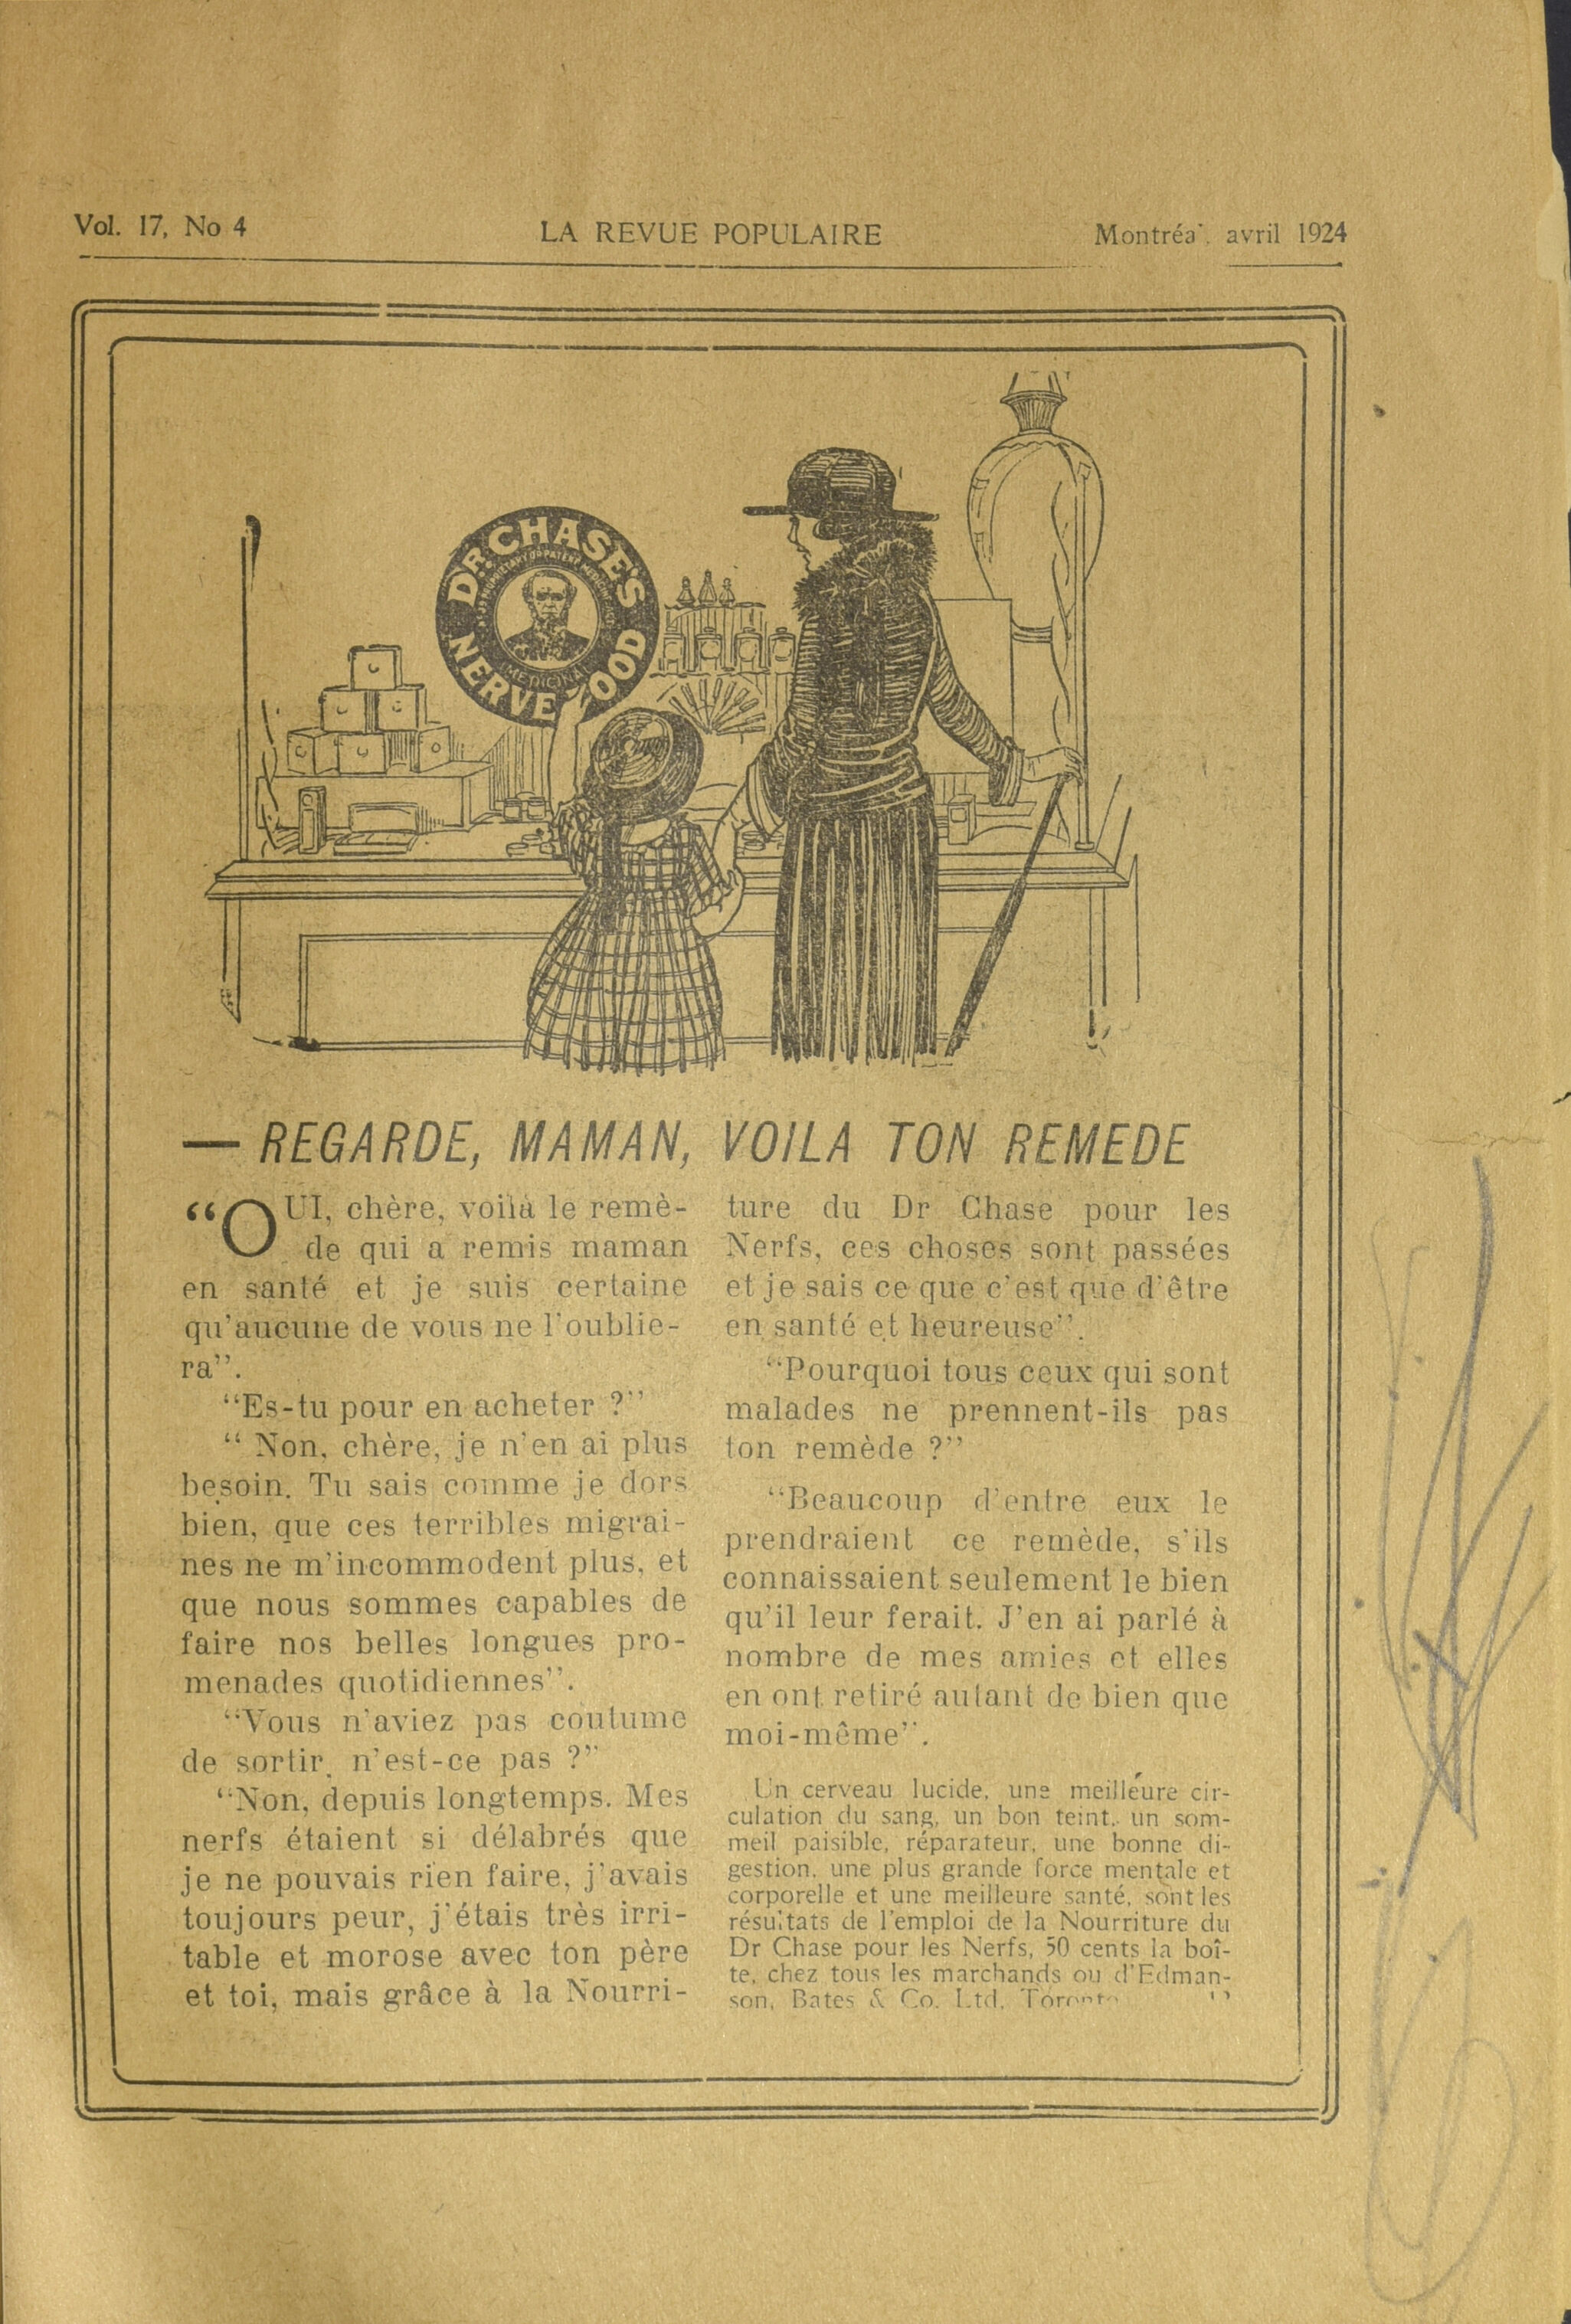 Vol. 17, No 4
LA REVUE POPULAIRE
Montréal, avril 1924
DR. CHASE'S
NERVE FOOD
— REGARDE, MAMAN, VOILA TON REMEDE
“OUI, chère, voilà le remè-
de qui a remis maman
en santé et je suis certaine
qu'aucune de vous ne l'oublie-
ra”.
“Es-tu pour en acheter ?”
“ Non, chère, je n'en ai plus
besoin. Tu sais comme je dors
bien, que ces terribles migrai-
nes ne m'incommodent plus, et
que nous sommes capables de
faire nos belles longues pro-
menades quotidiennes”.
“Vous n'aviez pas coutume
de sortir, n'est-ce pas ?”
“Non, depuis longtemps. Mes
nerfs étaient si délabrés que
je ne pouvais rien faire, j'avais
toujours peur, j'étais très irri-
table et morose avec ton père
et toi, mais grâce à la Nourri-
ture du Dr Chase pour les
Nerfs, ces choses sont passées
et je sais ce que c'est que d'être
en santé et heureuse”.
“Pourquoi tous ceux qui sont
malades ne prennent-ils pas
ton remède ?”
“Beaucoup d'entre eux le
prendraient ce remède, s'ils
connaissaient seulement le bien
qu'il leur ferait. J'en ai parlé à
nombre de mes amies et elles
en ont retiré autant de bien que
moi-même”.
Un cerveau lucide, une meilleure cir-
culation du sang, un bon teint, un som-
meil paisible, réparateur, une bonne di-
gestion, une plus grande force mentale et
corporelle et une meilleure santé, sont les
résultats de l'emploi de la Nourriture du
Dr Chase pour les Nerfs, 50 cents la boî-
te, chez tous les marchands ou d'Edman-
son, Bates & Co. Ltd, Toronto